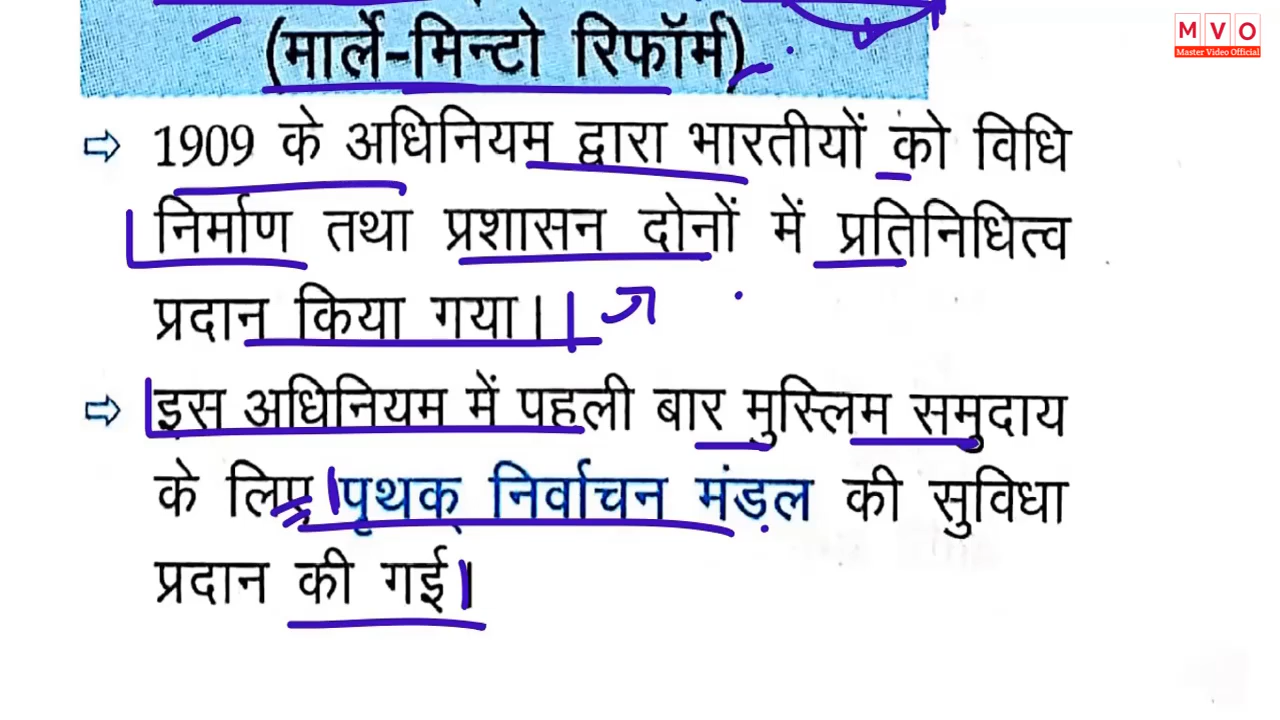 MVO
Master Video Official
(मार्ले-मिन्टो रिफॉर्म)
⇨ 1909 के अधिनियम द्वारा भारतीयों को विधि
निर्माण तथा प्रशासन दोनों में प्रतिनिधित्व
प्रदान किया गया।
⇨ इस अधिनियम में पहली बार मुस्लिम समुदाय
के लिए पृथक् निर्वाचन मंड़ल की सुविधा
प्रदान की गई।